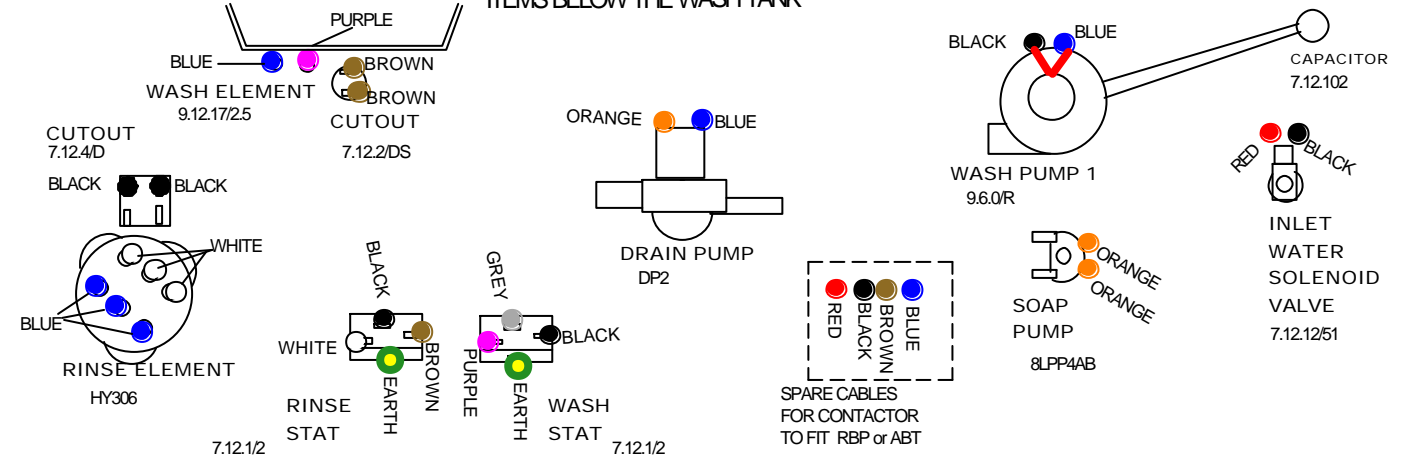 ITEMS BELOW THE WASH TANK
PURPLE
BLUE
BROWN
BROWN
WASH ELEMENT
9.12.17/2.5
CUTOUT
7.12.2/DS
CUTOUT
7.12.4/D
BLACK
BLACK
WHITE
BLUE
RINSE ELEMENT
HY306
BLACK
WHITE
BROWN
EARTH
RINSE
STAT
7.12.1/2
GREY
BLACK
PURPLE
EARTH
WASH
STAT
7.12.1/2
ORANGE
BLUE
DRAIN PUMP
DP2
BLACK
BLUE
CAPACITOR
7.12.102
WASH PUMP 1
9.6.0/R
RED
BLACK
INLET
WATER
SOLENOID
VALVE
7.12.12/51
ORANGE
ORANGE
SOAP
PUMP
8LPP4AB
RED
BLACK
BROWN
BLUE
SPARE CABLES
FOR CONTACTOR
TO FIT RBP or ABT